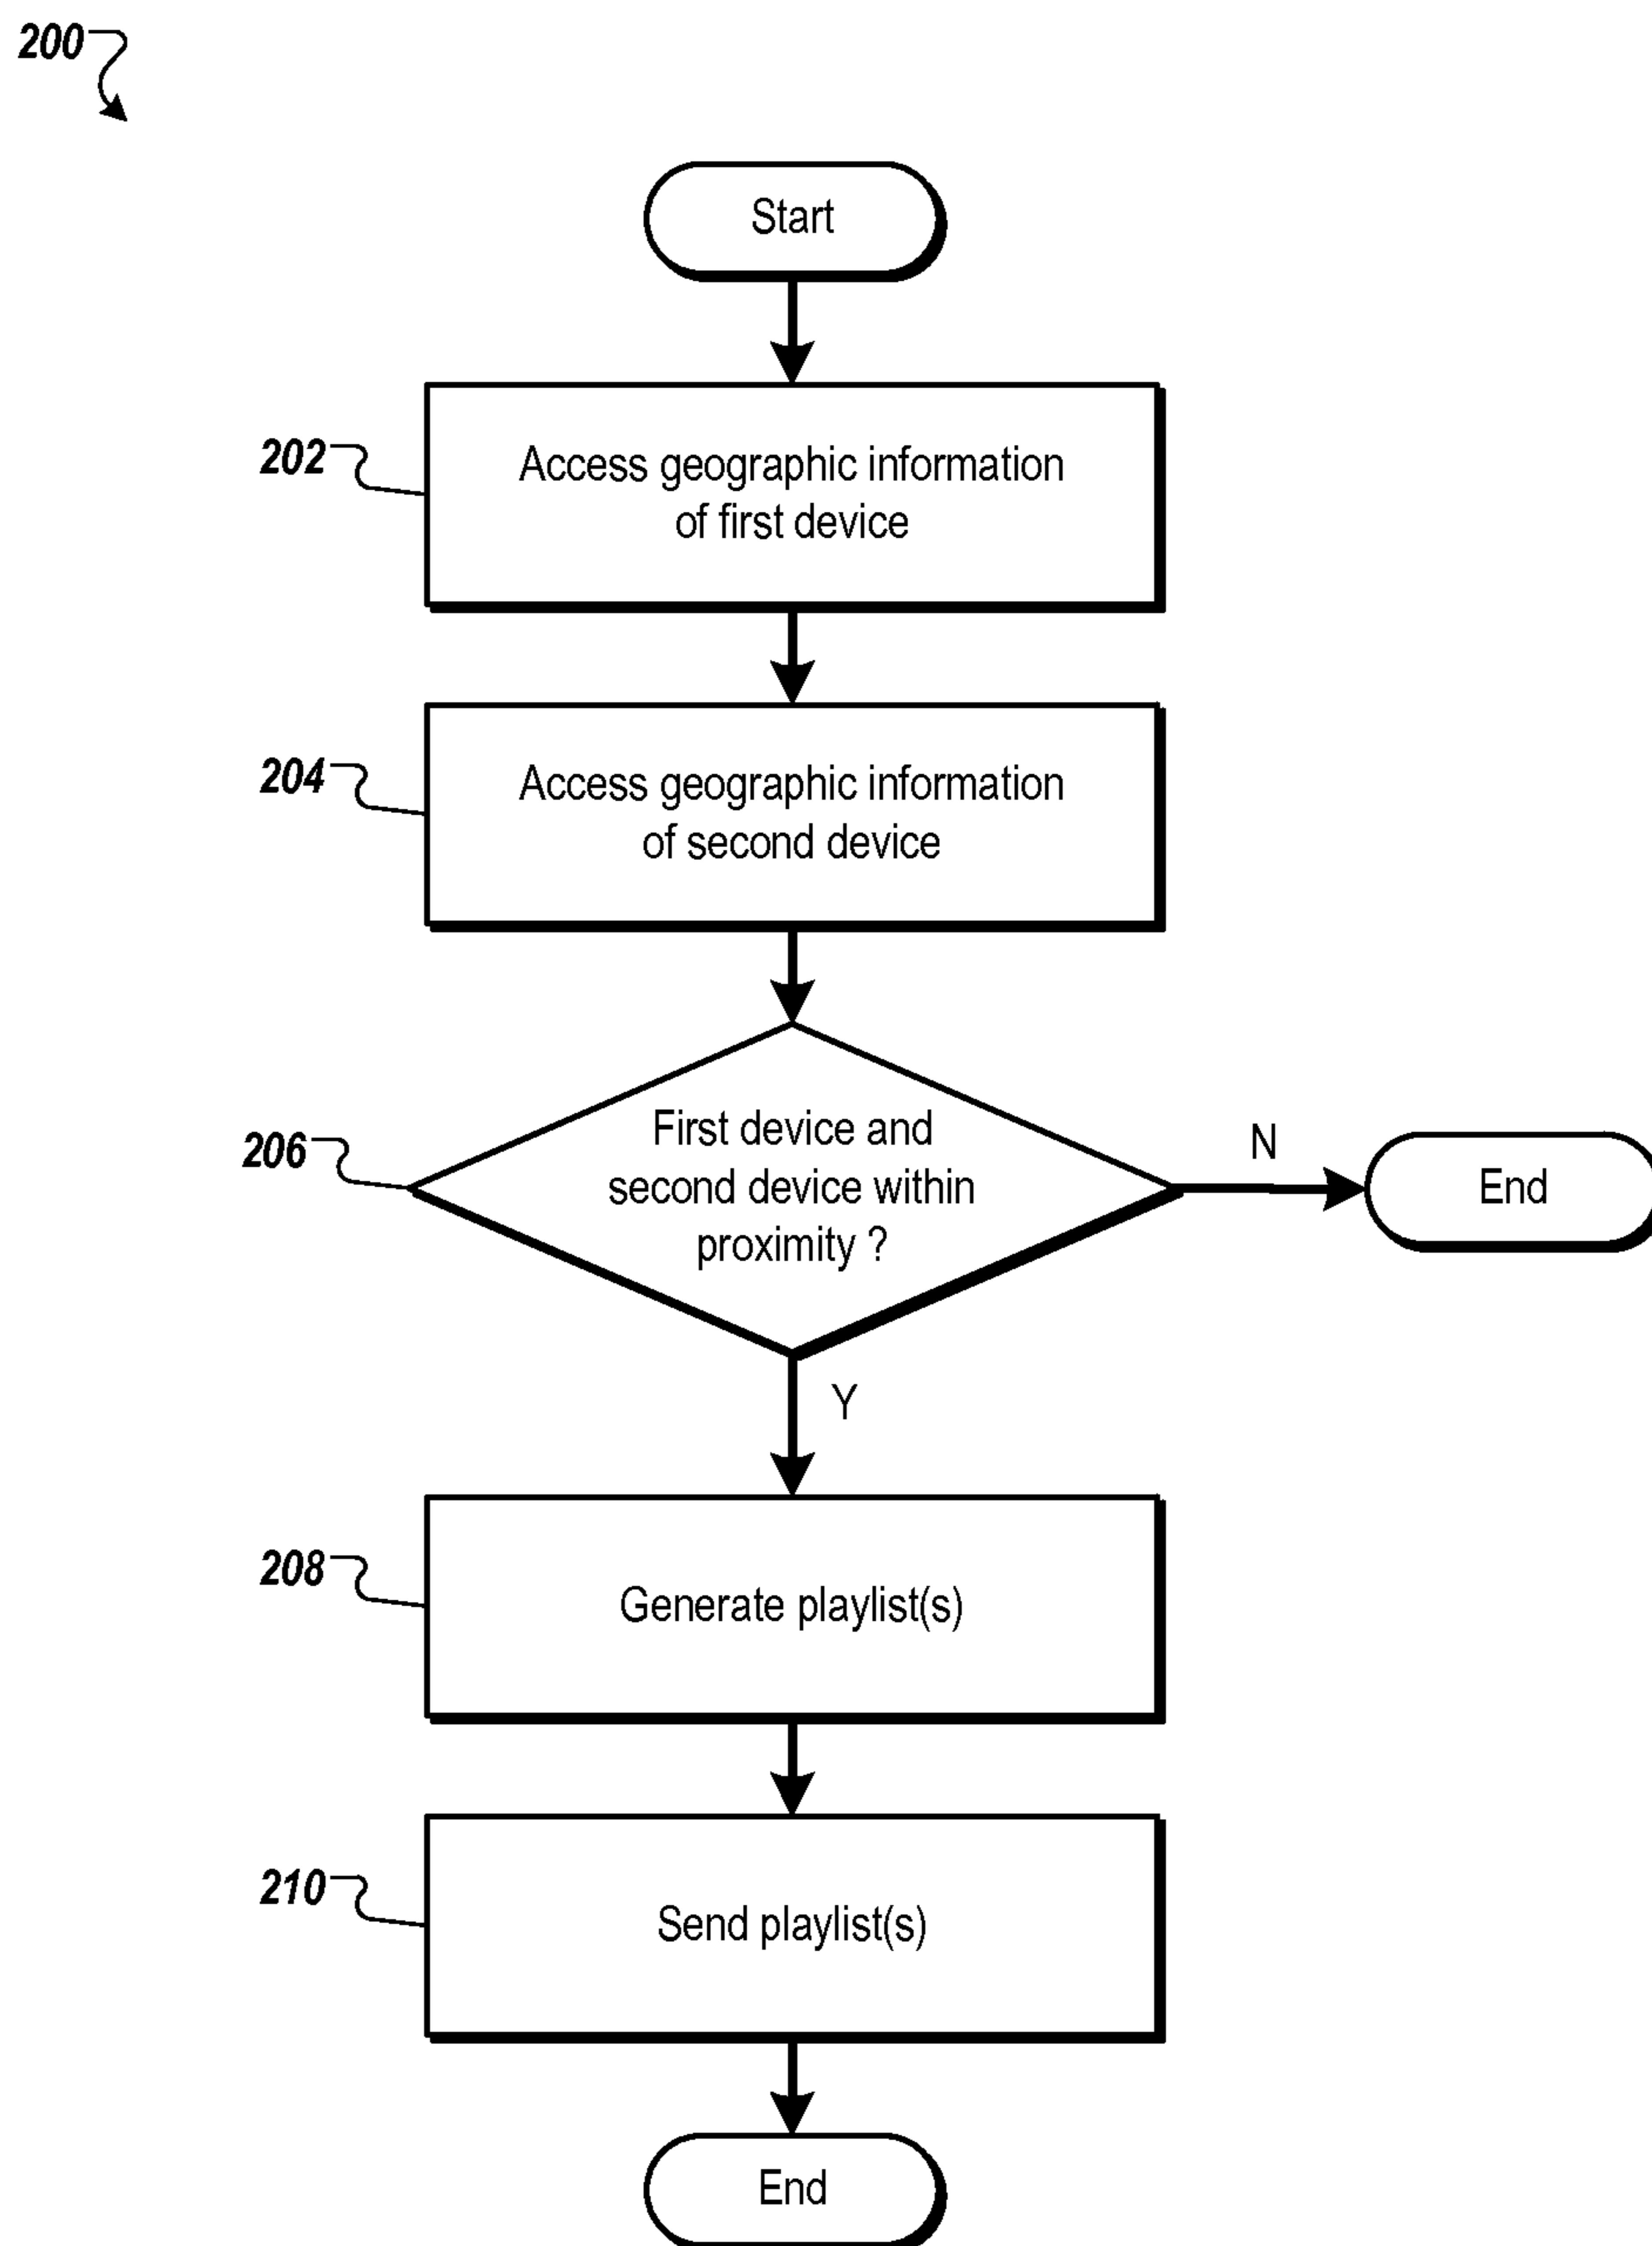 200
Start
202
Access geographic information
of first device
204
Access geographic information
of second device
206
First device and
second device within
proximity ?
N
End
Y
208
Generate playlist(s)
210
Send playlist(s)
End